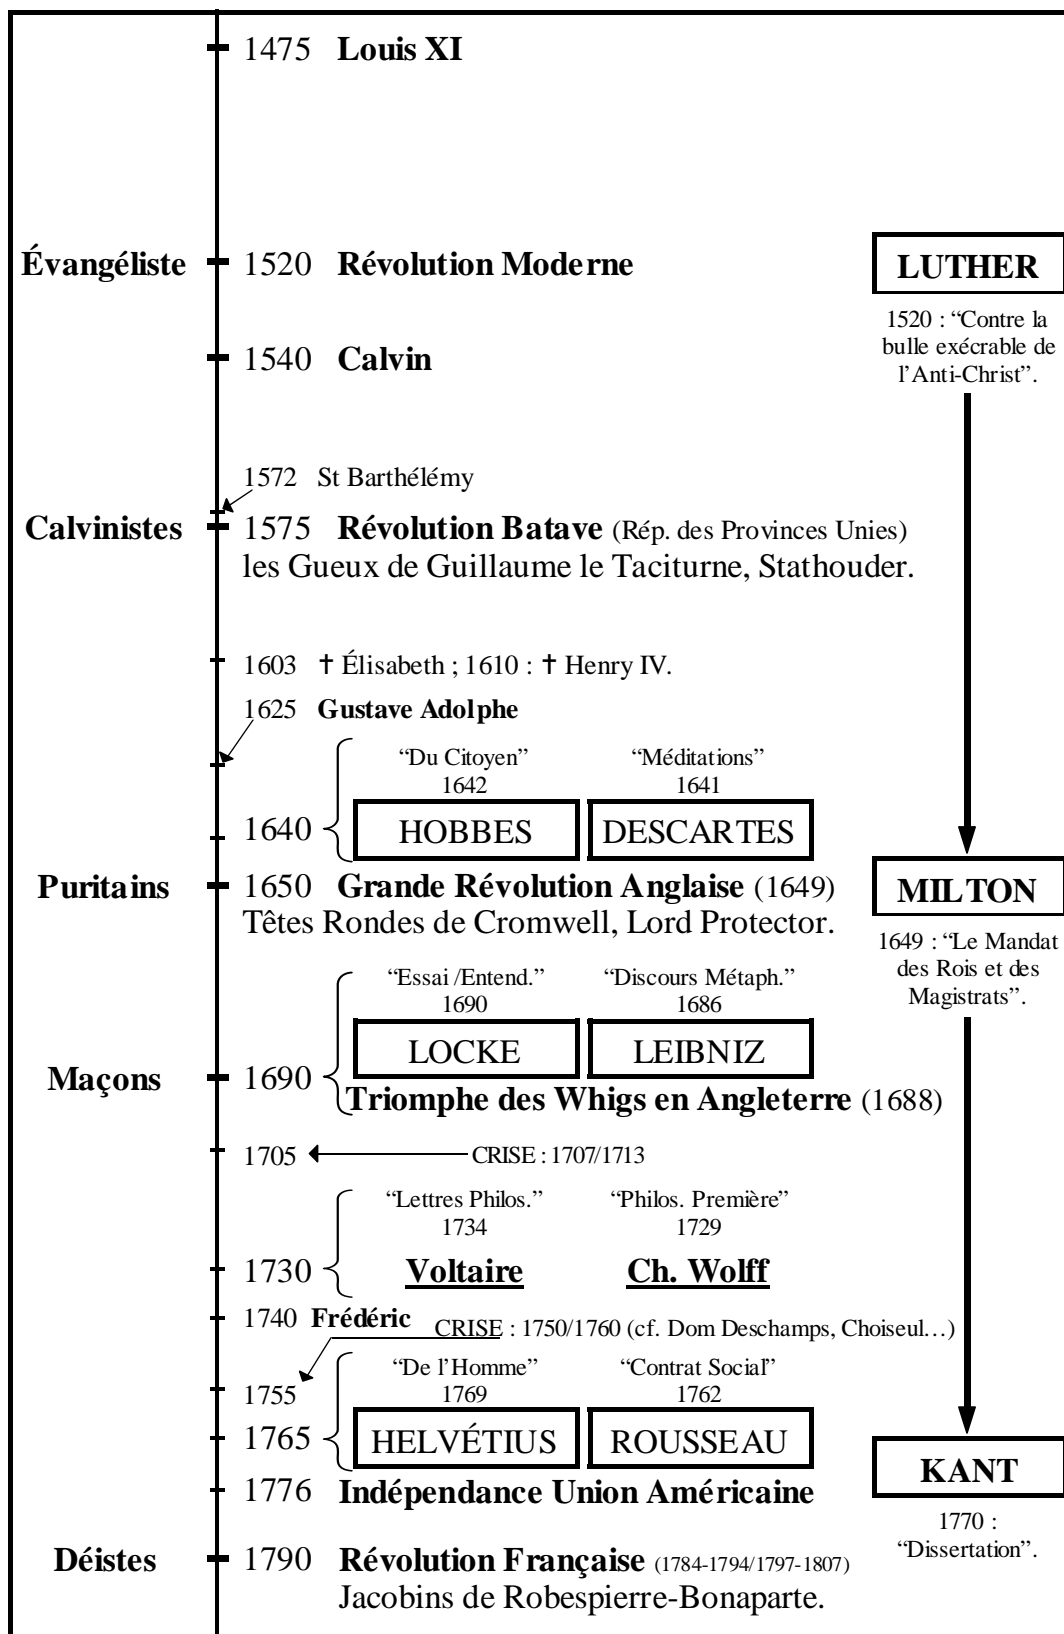 1475 Louis XI
Évangéliste 1520 Révolution Moderne LUTHER
1520 : “Contre la
bulle exécrable de
l’Anti-Christ”.
1540 Calvin
1572 St Barthélémy
Calvinistes 1575 Révolution Batave (Rép. des Provinces Unies)
les Gueux de Guillaume le Taciturne, Stathouder.
1603 ✝ Élisabeth ; 1610 : ✝ Henry IV.
1625 Gustave Adolphe
“Du Citoyen” “Méditations”
1642 1641
1640 HOBBES DESCARTES
Puritains 1650 Grande Révolution Anglaise (1649) MILTON
Têtes Rondes de Cromwell, Lord Protector.
1649 : “Le Mandat
des Rois et des
Magistrats”.
“Essai /Entend.” “Discours Métaph.”
1690 1686
LOCKE LEIBNIZ
Maçons 1690
Triomphe des Whigs en Angleterre (1688)
1705 CRISE : 1707/1713
“Lettres Philos.” “Philos. Première”
1734 1729
1730 Voltaire Ch. Wolff
1740 Frédéric CRISE : 1750/1760 (cf. Dom Deschamps, Choiseul…)
“De l’Homme” “Contrat Social”
1755 1769 1762
1765 HELVÉTIUS ROUSSEAU
KANT
1776 Indépendance Union Américaine
1770 :
“Dissertation”.
Déistes 1790 Révolution Française (1784-1794/1797-1807)
Jacobins de Robespierre-Bonaparte.